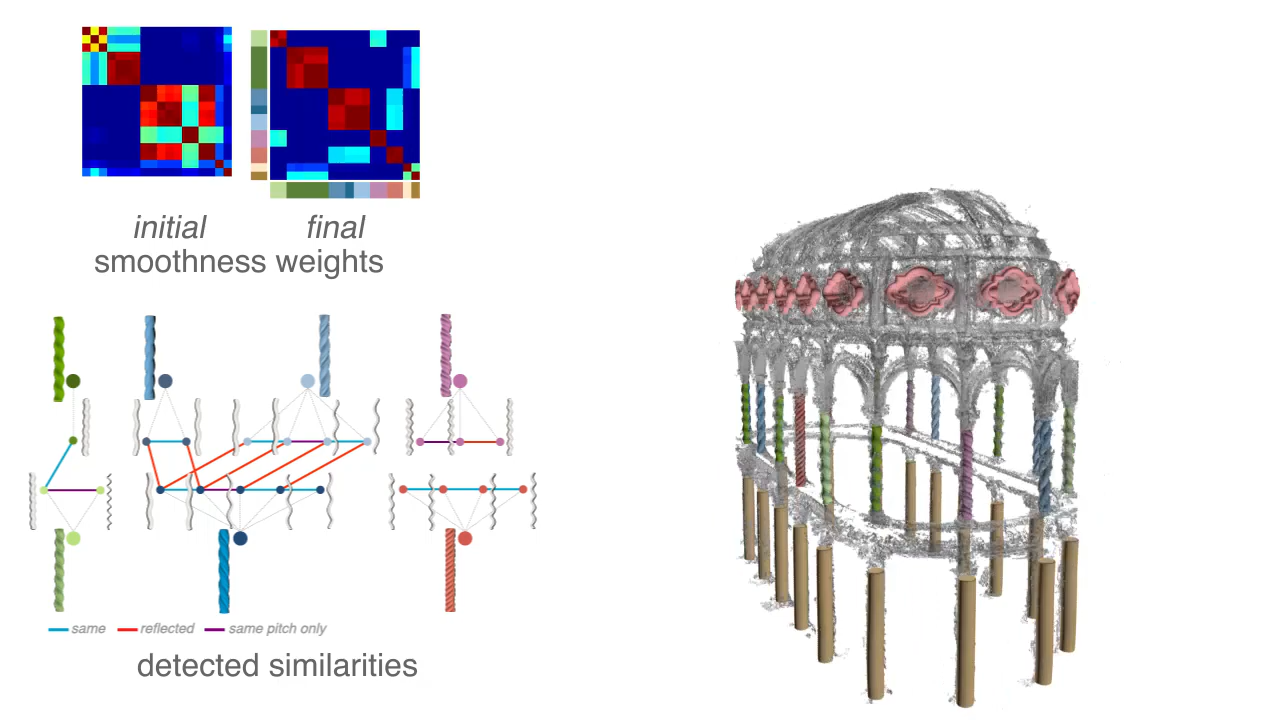 initial final
smoothness weights
same reflected same pitch only
detected similarities